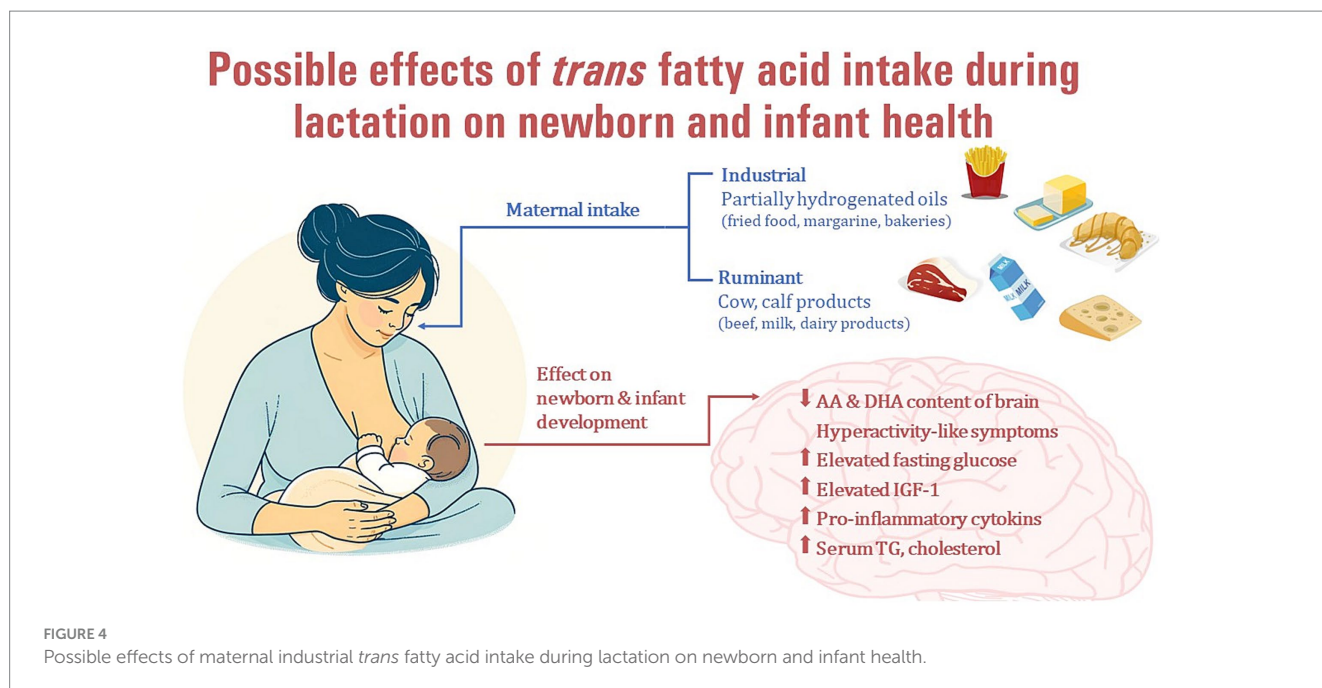 Possible effects of trans fatty acid intake during
lactation on newborn and infant health
Maternal intake
Industrial
Partially hydrogenated oils
(fried food, margarine, bakeries)
Ruminant
Cow, calf products
(beef, milk, dairy products)
MILK
MILK
MILK
Effect on
newborn & infant
development
⬇ AA & DHA content of brain
Hyperactivity-like symptoms
⬆ Elevated fasting glucose
⬆ Elevated IGF-1
⬆ Pro-inflammatory cytokins
⬆ Serum TG, cholesterol
FIGURE 4
Possible effects of maternal industrial trans fatty acid intake during lactation on newborn and infant health.